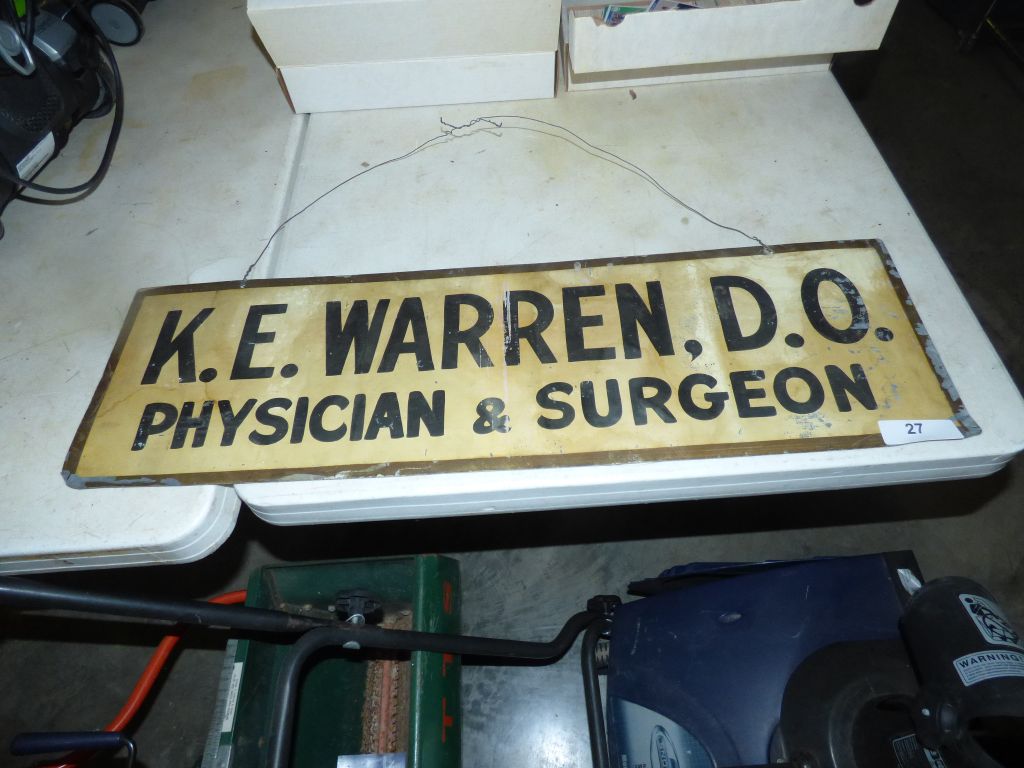 K.E. WARREN, D.O.
PHYSICIAN & SURGEON
27
WARNING!